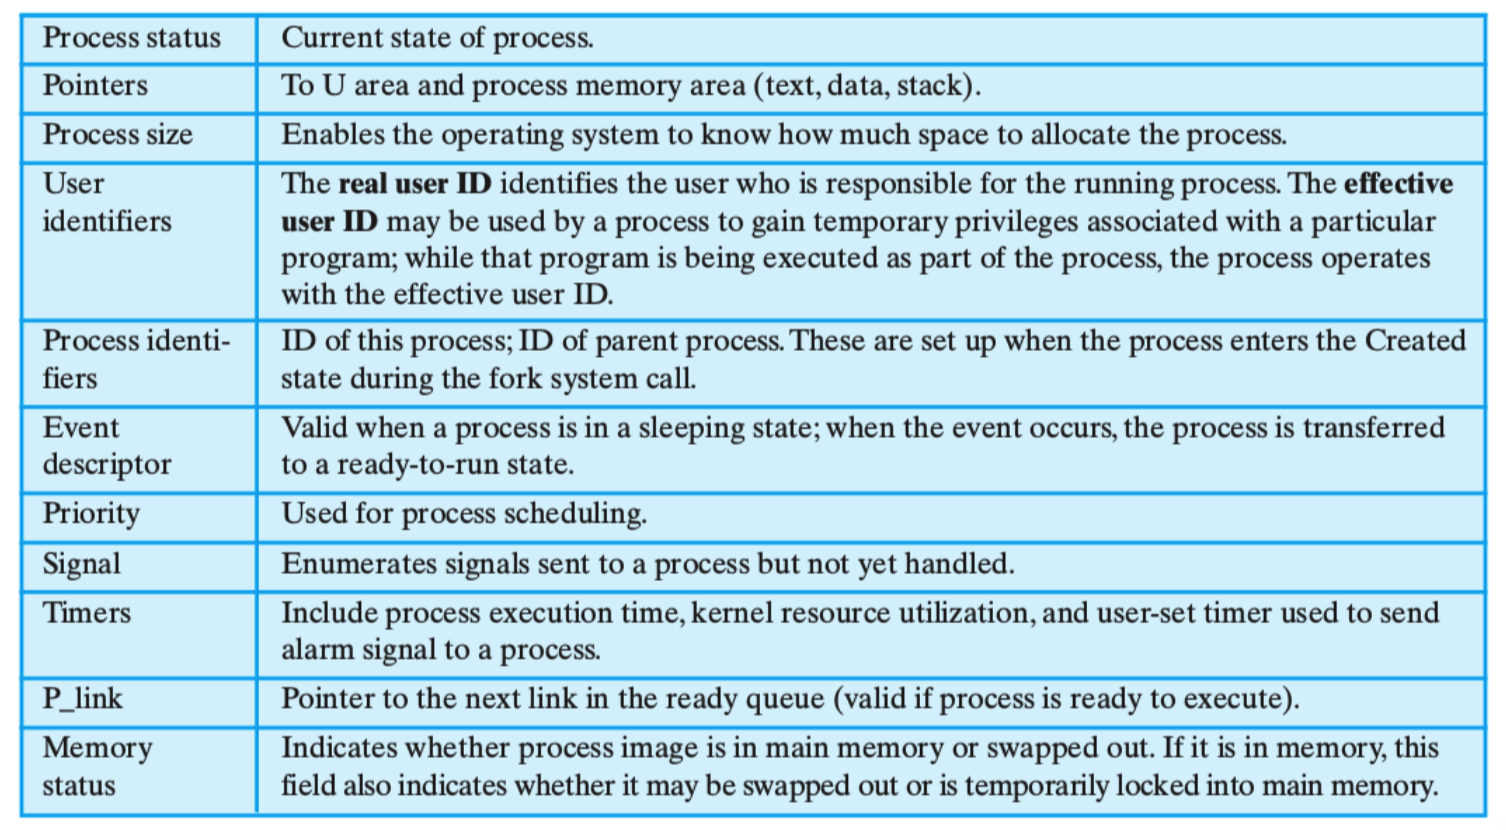 Process status
Current state of process.
Pointers
To U area and process memory area (text, data, stack).
Process size
Enables the operating system to know how much space to allocate the process.
User
identifiers
The real user ID identifies the user who is responsible for the running process. The effective
user ID may be used by a process to gain temporary privileges associated with a particular
program; while that program is being executed as part of the process, the process operates
with the effective user ID.
Process identi-
fiers
ID of this process; ID of parent process. These are set up when the process enters the Created
state during the fork system call.
Event
descriptor
Valid when a process is in a sleeping state; when the event occurs, the process is transferred
to a ready-to-run state.
Priority
Used for process scheduling.
Signal
Enumerates signals sent to a process but not yet handled.
Timers
Include process execution time, kernel resource utilization, and user-set timer used to send
alarm signal to a process.
P_link
Pointer to the next link in the ready queue (valid if process is ready to execute).
Memory
status
Indicates whether process image is in main memory or swapped out. If it is in memory, this
field also indicates whether it may be swapped out or is temporarily locked into main memory.